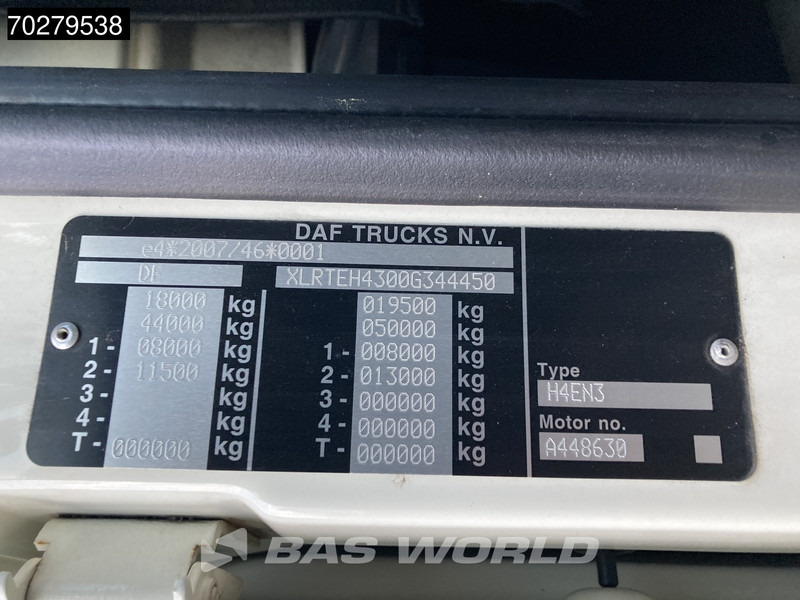 70279538
DAF TRUCKS N.V.
e4*2007/46*0001
DF XLRTEH4300G344450
18000 kg 019500 kg
44000 kg 050000 kg
1- 08000 kg 1- 008000 kg
2- 11500 kg 2- 013000 kg
3- kg 3- 000000 kg
4- kg 4- 000000 kg
T- 000000 kg T- 000000 kg
Type
H4EN3
Motor no.
A448630
BAS WORLD